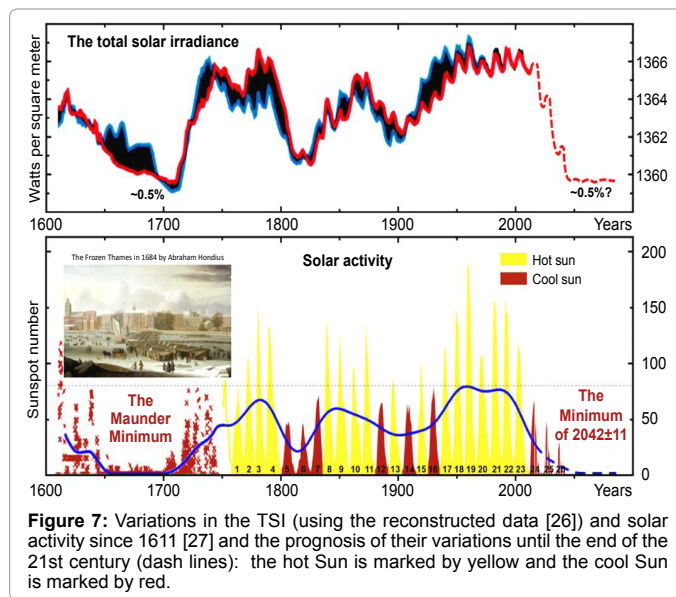 The total solar irradiance
Watts per square meter
1366
1364
1362
1360
~0.5%
~0.5%?
1600 1700 1800 1900 2000 Years
The Frozen Thames in 1684 by Abraham Hondius
Solar activity
Hot sun
Cool sun
200
150
100
50
0
Sunspot number
The
Maunder
Minimum
The
Minimum
of 2042±11
1 2 3 4 5 6 7 8 9 10 11 12 13 14 15 16 17 18 19 20 21 22 23 24 25 26
1600 1700 1800 1900 2000 Years
Figure 7: Variations in the TSI (using the reconstructed data [26]) and solar
activity since 1611 [27] and the prognosis of their variations until the end of the
21st century (dash lines): the hot Sun is marked by yellow and the cool Sun
is marked by red.